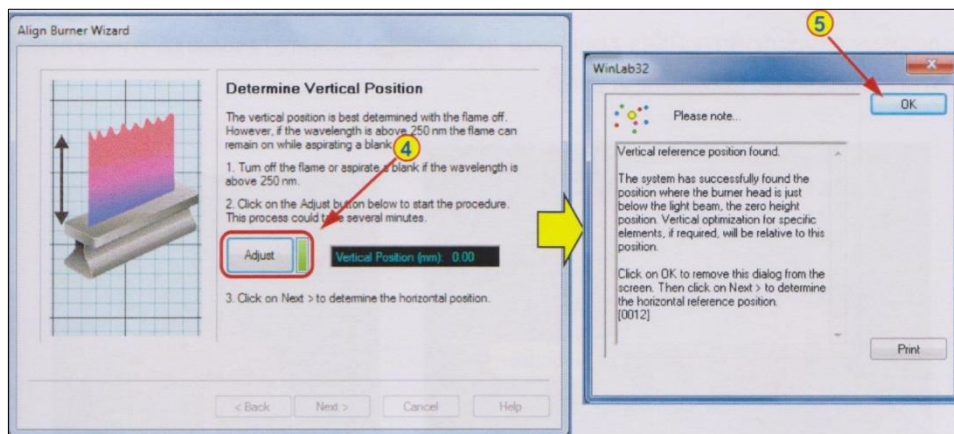 Align Burner Wizard
Determine Vertical Position
The vertical position is best determined with the flame off.
However, if the wavelength is above 250 nm the flame can
remain on while aspirating a blank.
1. Turn off the flame or aspirate a blank if the wavelength is
above 250 nm.
2. Click on the Adjust button below to start the procedure.
This process could take several minutes.
4
Adjust
Vertical Position (mm): 0.00
3. Click on Next > to determine the horizontal position.
< Back
Next >
Cancel
Help
5
WinLab32
OK
Please note...
Vertical reference position found.
The system has successfully found the
position where the burner head is just
below the light beam, the zero height
position. Vertical optimization for specific
elements, if required, will be relative to this
position.
Click on OK to remove this dialog from the
screen. Then click on Next > to determine
the horizontal reference position.
[0012]
Print